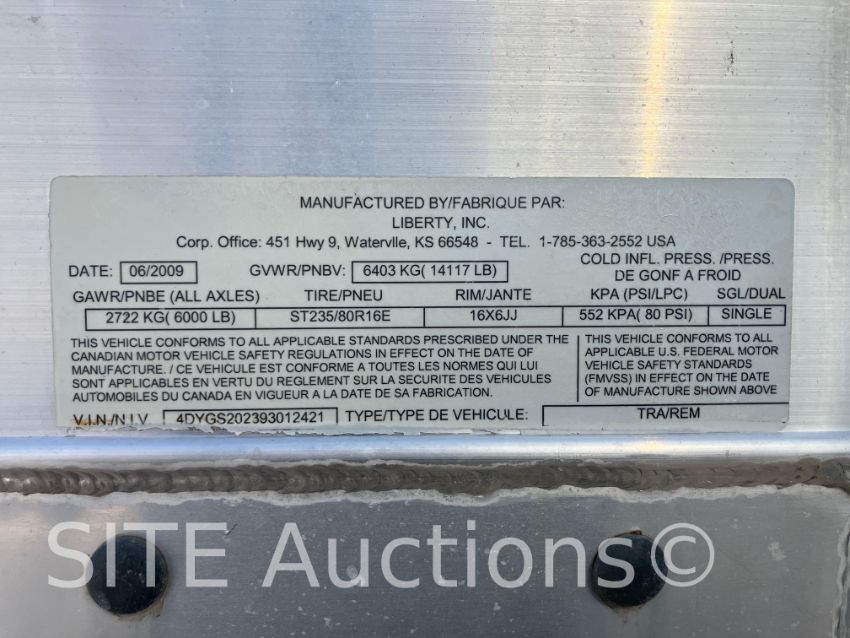 MANUFACTURED BY/FABRIQUE PAR:
LIBERTY, INC.
Corp. Office: 451 Hwy 9, Watervlle, KS 66548 - TEL. 1-785-363-2552 USA
DATE: 06/2009 GVWR/PNBV: 6403 KG( 14117 LB) COLD INFL. PRESS. /PRESS.
DE GONF A FROID
GAWR/PNBE (ALL AXLES) TIRE/PNEU RIM/JANTE KPA (PSI/LPC) SGL/DUAL
2722 KG( 6000 LB) ST235/80R16E 16X6JJ 552 KPA( 80 PSI) SINGLE
THIS VEHICLE CONFORMS TO ALL APPLICABLE STANDARDS PRESCRIBED UNDER THE
CANADIAN MOTOR VEHICLE SAFETY REGULATIONS IN EFFECT ON THE DATE OF
MANUFACTURE. / CE VEHICULE EST CONFORME A TOUTES LES NORMES QUI LUI
SONT APPLICABLES EN VERTU DU REGLEMENT SUR LA SECURITE DES VEHICULES
AUTOMOBILES DU CANADA EN VIGUEUR A LA DATE DE SA FABRICATION.
THIS VEHICLE CONFORMS TO ALL
APPLICABLE U.S. FEDERAL MOTOR
VEHICLE SAFETY STANDARDS
(FMVSS) IN EFFECT ON THE DATE
OF MANUFACTURE SHOWN ABOVE
V.I.N./N.I.V. 4DYGS202393012421 TYPE/TYPE DE VEHICULE: TRA/REM
SITE Auctions©